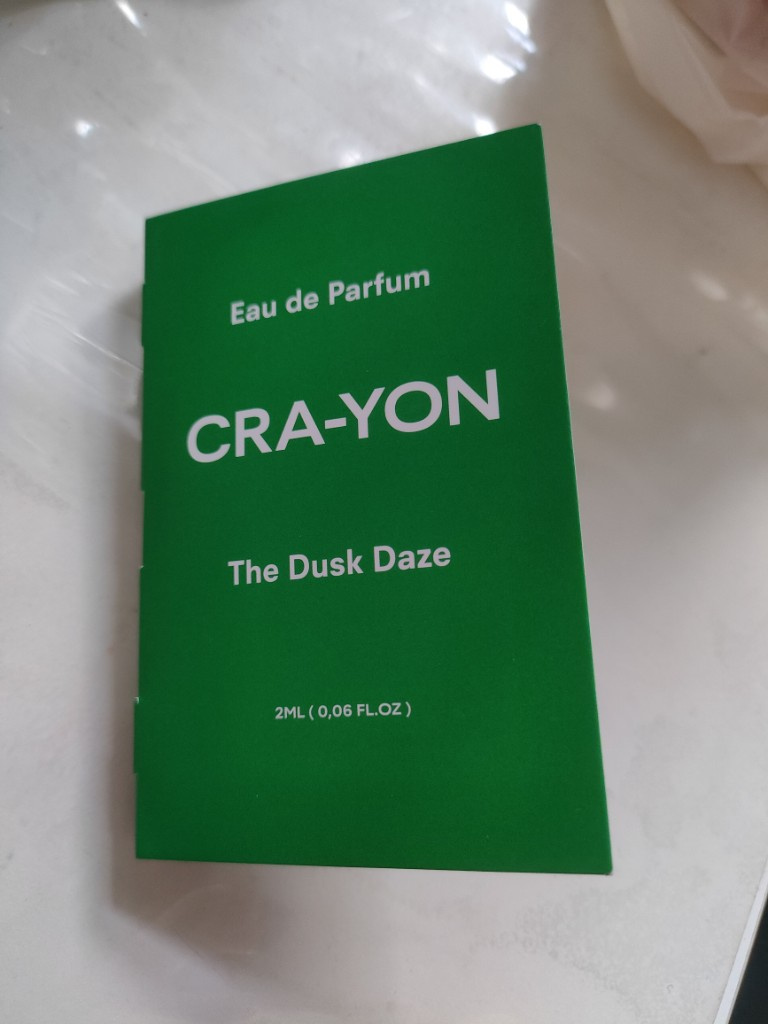 Eau de Parfum
CRA-YON
The Dusk Daze
2ML ( 0,06 FL.OZ )